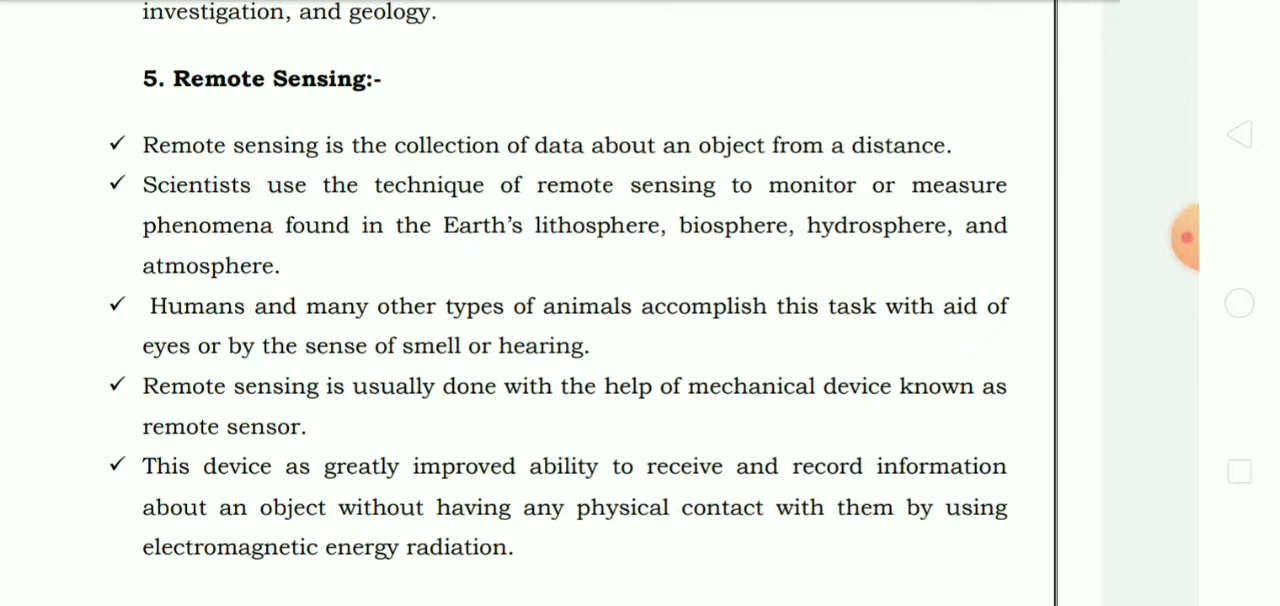 investigation, and geology.
5. Remote Sensing:-
✓ Remote sensing is the collection of data about an object from a distance.
✓ Scientists use the technique of remote sensing to monitor or measure
phenomena found in the Earth’s lithosphere, biosphere, hydrosphere, and
atmosphere.
✓ Humans and many other types of animals accomplish this task with aid of
eyes or by the sense of smell or hearing.
✓ Remote sensing is usually done with the help of mechanical device known as
remote sensor.
✓ This device as greatly improved ability to receive and record information
about an object without having any physical contact with them by using
electromagnetic energy radiation.